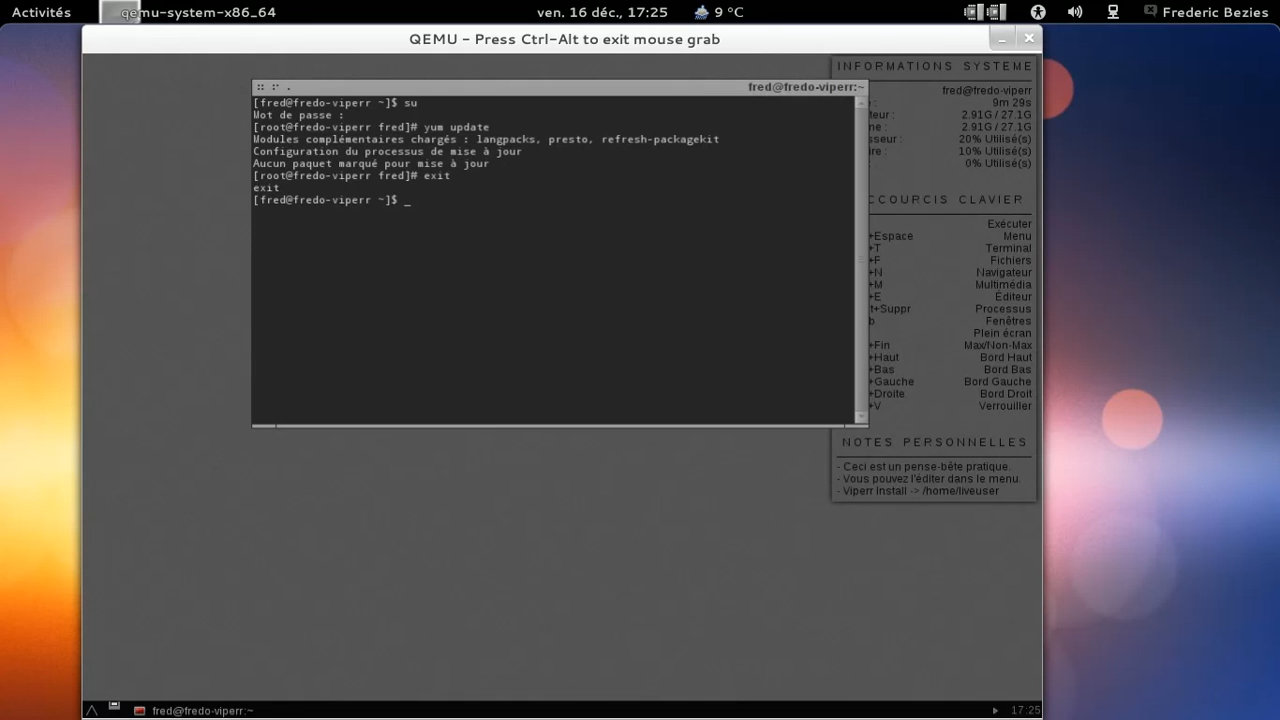 Activités qemu-system-x86_64 ven. 16 déc., 17:25 9 °C Frederic Bezies
QEMU - Press Ctrl-Alt to exit mouse grab
fred@fredo-viperr:~
[fred@fredo-viperr ~]$ su
Mot de passe :
[root@fredo-viperr fred]# yum update
Modules complémentaires chargés : langpacks, presto, refresh-packagekit
Configuration du processus de mise à jour
Aucun paquet marqué pour mise à jour
[root@fredo-viperr fred]# exit
exit
[fred@fredo-viperr ~]$ _
INFORMATIONS SYSTEME
fred@fredo-viperr
: 9m 29s
teur : 2.91G / 27.1G
me : 2.91G / 27.1G
sseur : 20% Utilisé(s)
ire : 10% Utilisé(s)
: 0% Utilisé(s)
CCOURCIS CLAVIER
Exécuter
+Espace Menu
+T Terminal
+F Fichiers
+N Navigateur
+M Multimédia
+E Éditeur
t+Suppr Processus
b Fenêtres
Plein écran
+Fin Max/Non-Max
+Haut Bord Haut
+Bas Bord Bas
+Gauche Bord Gauche
+Droite Bord Droit
+V Verrouiller
NOTES PERSONNELLES
- Ceci est un pense-bête pratique.
- Vous pouvez l'éditer dans le menu.
- Viperr Install -> /home/liveuser
fred@fredo-viperr:~ 17:25